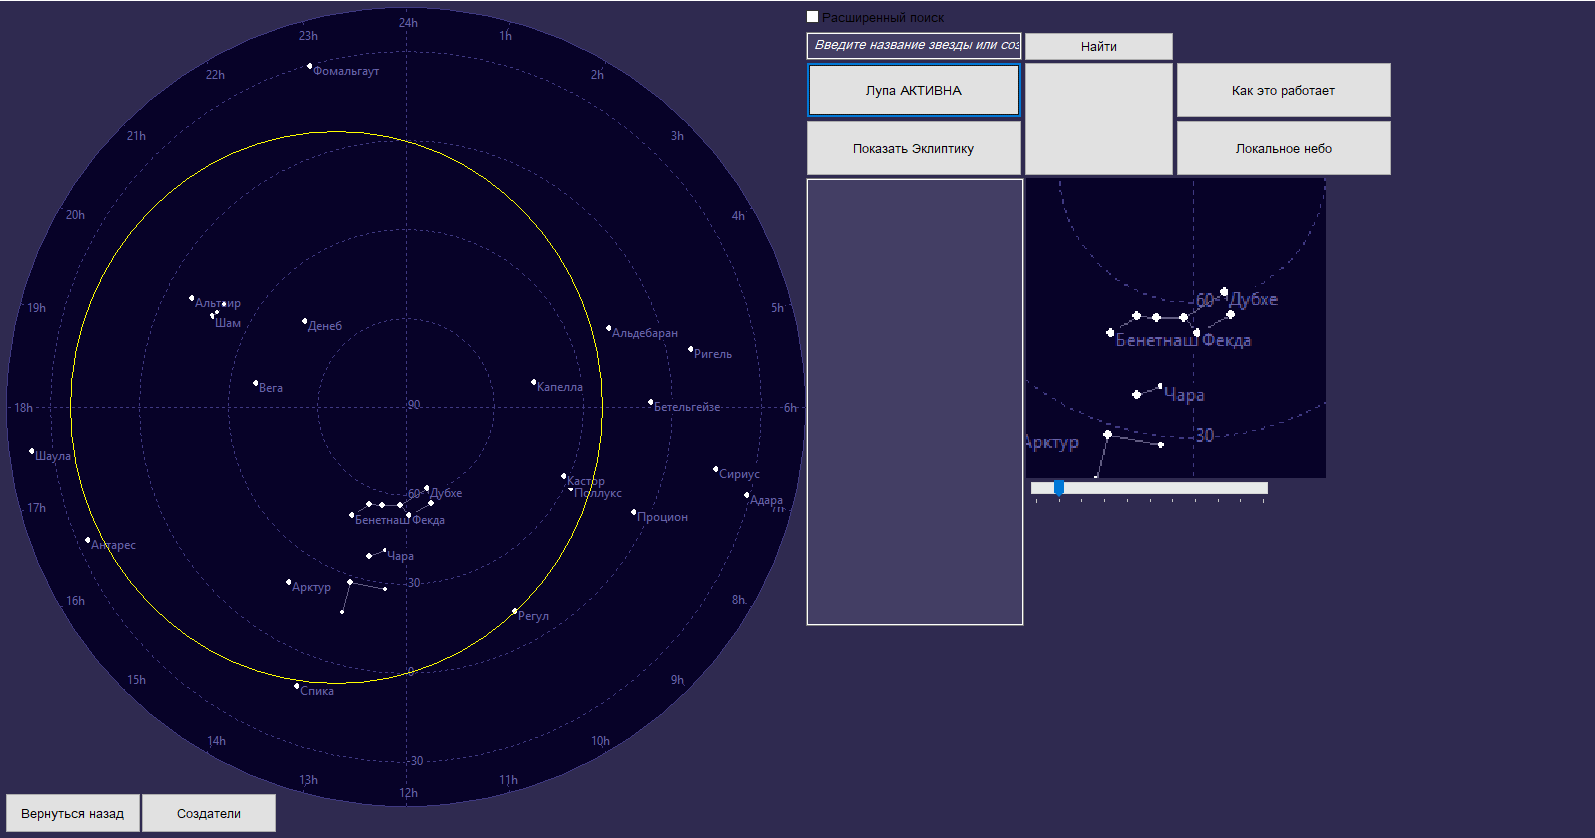 24h
23h
1h
22h
2h
Фомальгаут
21h
3h
20h
4h
Альтаир
19h
5h
Шам
Денеб
Альдебаран
Ригель
Вега
Капелла
18h
90
Бетельгейзе
6h
Шаула
Сириус
Кастор
Поллукс
60
Дубхе
Адара
17h
7h
Бенетнаш
Фекда
Процион
Антарес
Чара
30
Арктур
16h
8h
Регул
0
15h
9h
Спика
14h
10h
-30
13h
11h
12h
Вернуться назад
Создатели
Расширенный поиск
Введите название звезды или соз
Найти
Лупа АКТИВНА
Как это работает
Показать Эклиптику
Локальное небо
60
Дубхе
Бенетнаш
Фекда
Чара
30
Арктур